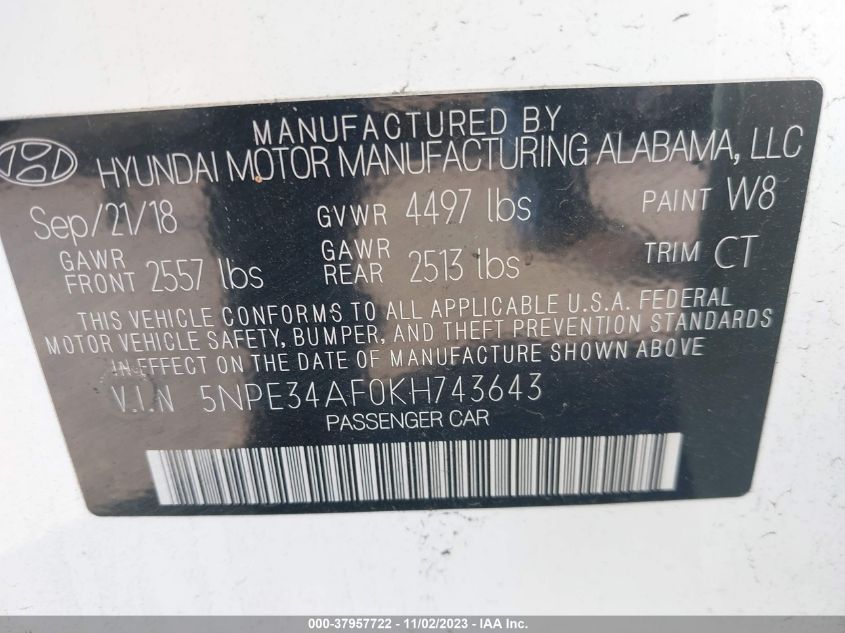 MANUFACTURED BY
HYUNDAI MOTOR MANUFACTURING ALABAMA, LLC
Sep/21/18 GVWR 4497 lbs PAINT W8
GAWR FRONT 2557 lbs GAWR REAR 2513 lbs TRIM CT
THIS VEHICLE CONFORMS TO ALL APPLICABLE U.S.A. FEDERAL
MOTOR VEHICLE SAFETY, BUMPER, AND THEFT PREVENTION STANDARDS
IN EFFECT ON THE DATE OF MANUFACTURE SHOWN ABOVE
V.I.N 5NPE34AF0KH743643
PASSENGER CAR
000-37957722 - 11/02/2023 - IAA Inc.